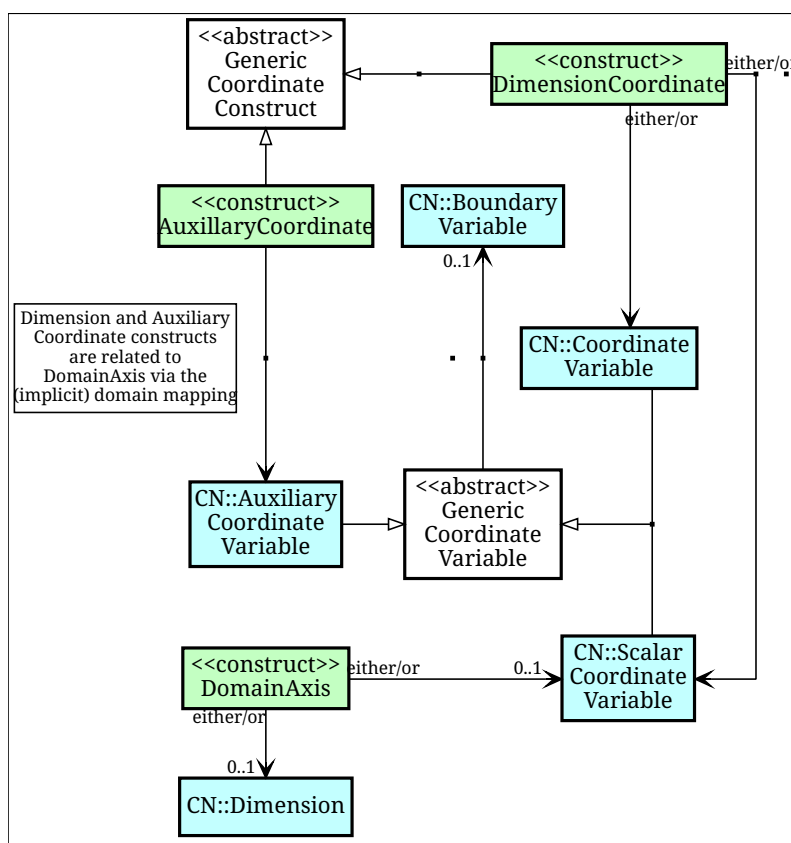 <<abstract>>
Generic
Coordinate
Construct
<<construct>>
DimensionCoordinate
either/or
either/or
<<construct>>
AuxillaryCoordinate
CN::Boundary
Variable
0..1
Dimension and Auxiliary
Coordinate constructs
are related to
DomainAxis via the
(implicit) domain mapping
CN::Coordinate
Variable
CN::Auxiliary
Coordinate
Variable
<<abstract>>
Generic
Coordinate
Variable
<<construct>>
DomainAxis
either/or
0..1
either/or
0..1
CN::Scalar
Coordinate
Variable
CN::Dimension